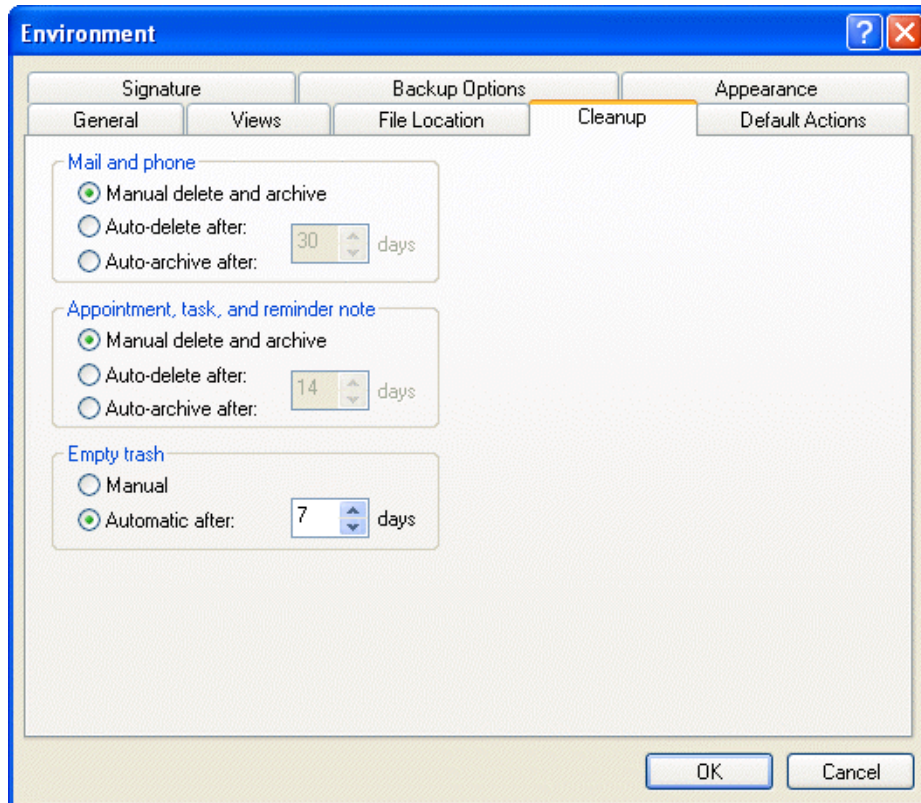 Environment
Signature Backup Options Appearance
General Views File Location Cleanup Default Actions
Mail and phone
Manual delete and archive
Auto-delete after:
30 days
Auto-archive after:
Appointment, task, and reminder note
Manual delete and archive
Auto-delete after:
14 days
Auto-archive after:
Empty trash
Manual
Automatic after: 7 days
OK Cancel